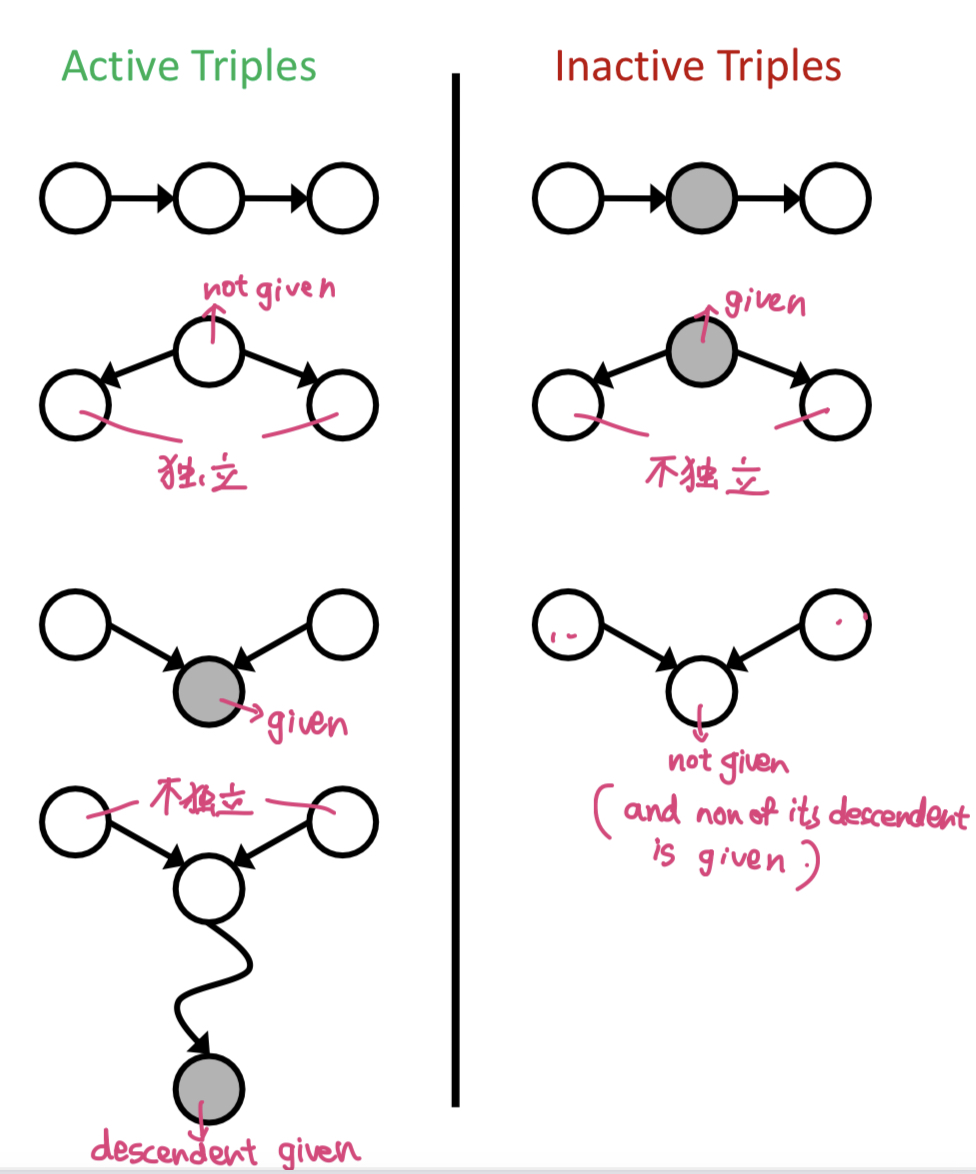 Active Triples
Inactive Triples
not given
given
独立
不独立
given
不独立
not given
(and non of its descendent
is given.)
descendent given